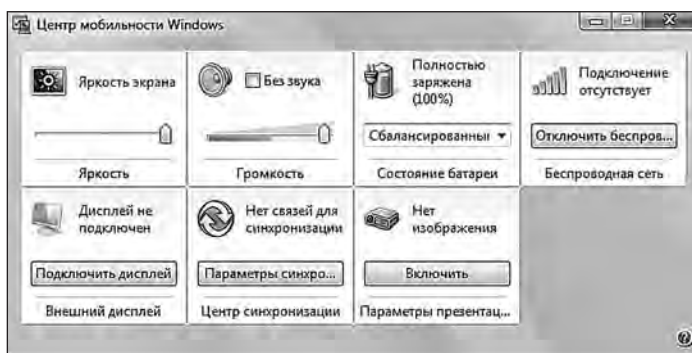 Центр мобильности Windows
Яркость экрана
Яркость
Без звука
Громкость
Полностью
заряжена
(100%)
Сбалансированны
Состояние батареи
Подключение
отсутствует
Отключить беспров...
Беспроводная сеть
Дисплей не
подключен
Подключить дисплей
Внешний дисплей
Нет связей для
синхронизации
Параметры синхро...
Центр синхронизации
Нет
изображения
Включить
Параметры презентац...